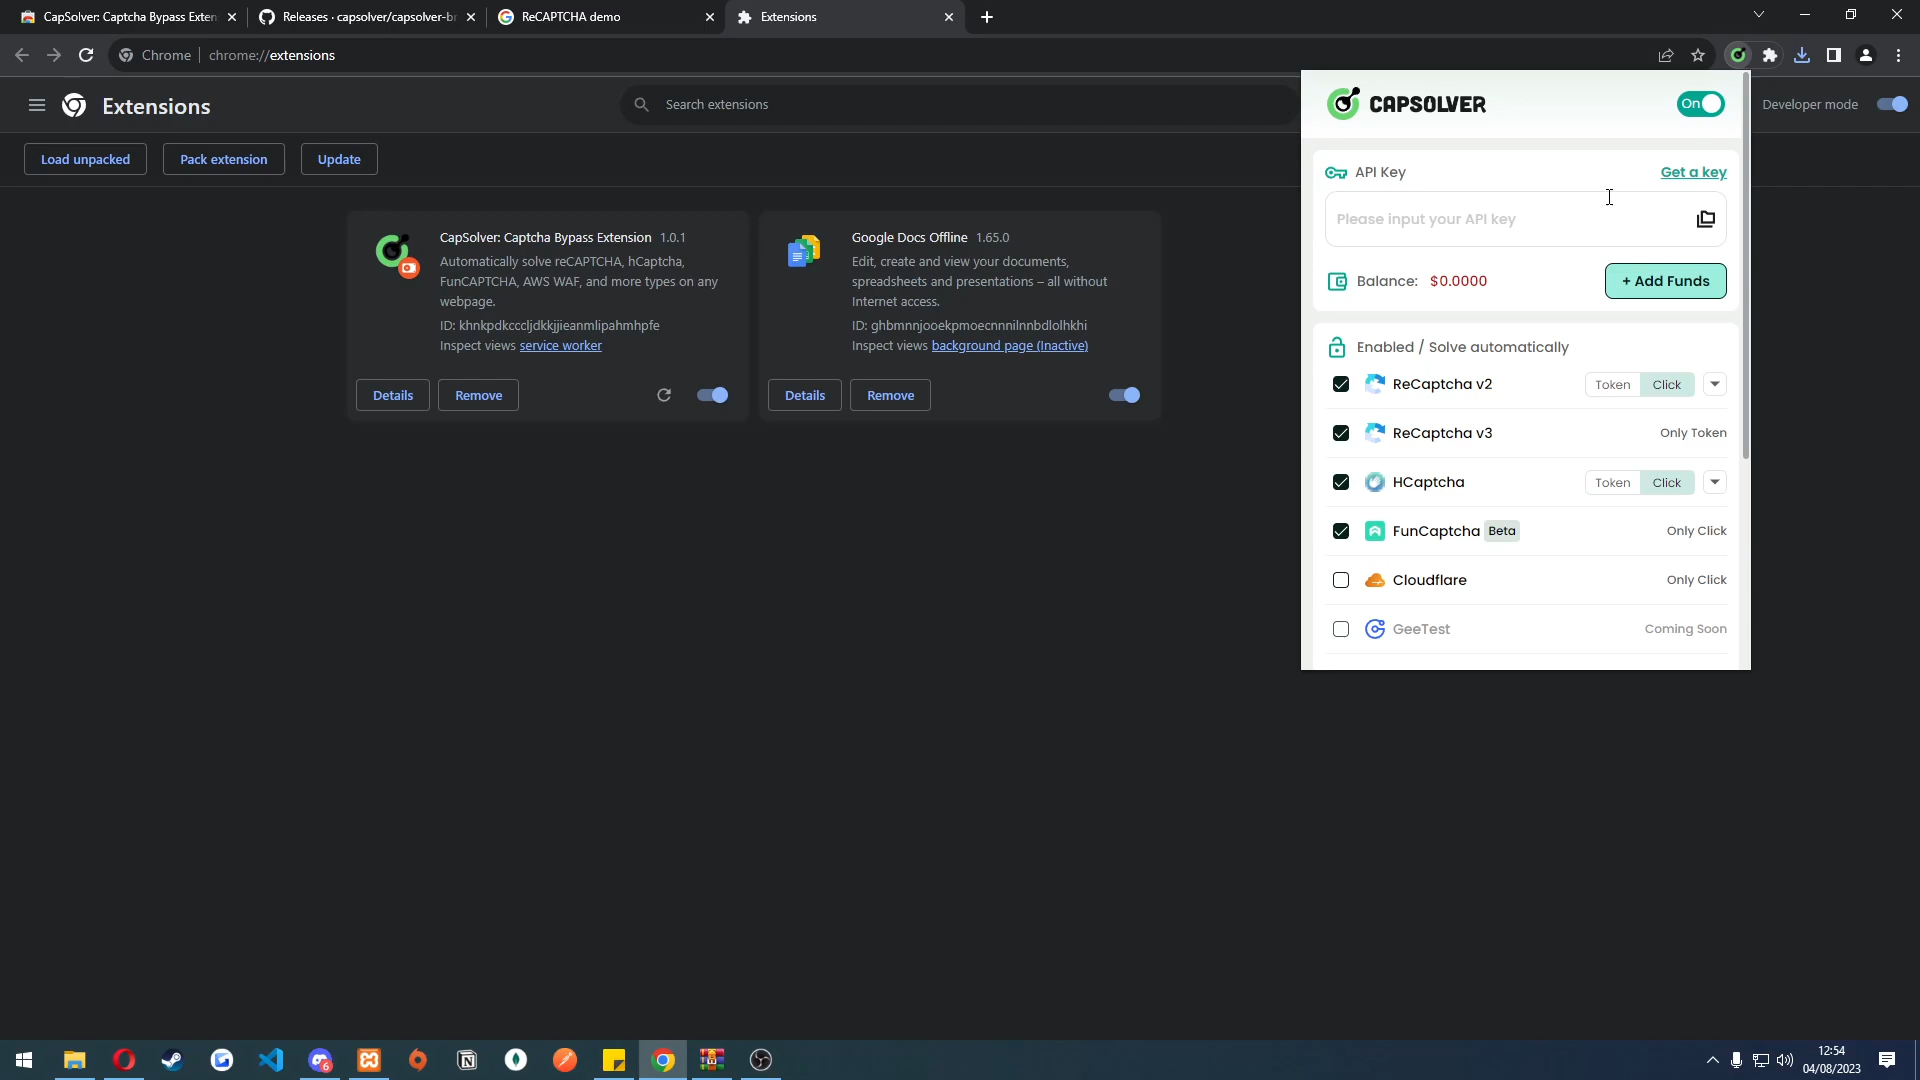 CapSolver: Captcha Bypass Exten
Releases · capsolver/capsolver-br
ReCAPTCHA demo
Extensions
Chrome
chrome://extensions
Extensions
Search extensions
Developer mode
Load unpacked
Pack extension
Update
CapSolver: Captcha Bypass Extension 1.0.1
Automatically solve reCAPTCHA, hCaptcha,
FunCAPTCHA, AWS WAF, and more types on any
webpage.
ID: khnkpdkcccljdkkjjieanmlipahmhpfe
Inspect views service worker
Details
Remove
Google Docs Offline 1.65.0
Edit, create and view your documents,
spreadsheets and presentations – all without
Internet access.
ID: ghbmnnjooekpmoecnnnilnnbdlolhkhi
Inspect views background page (Inactive)
Details
Remove
CAPSOLVER
On
API Key
Get a key
Please input your API key
Balance: $0.0000
+ Add Funds
Enabled / Solve automatically
ReCaptcha v2
Token
Click
ReCaptcha v3
Only Token
HCaptcha
Token
Click
FunCaptcha
Beta
Only Click
Cloudflare
Only Click
GeeTest
Coming Soon
6
12:54
04/08/2023